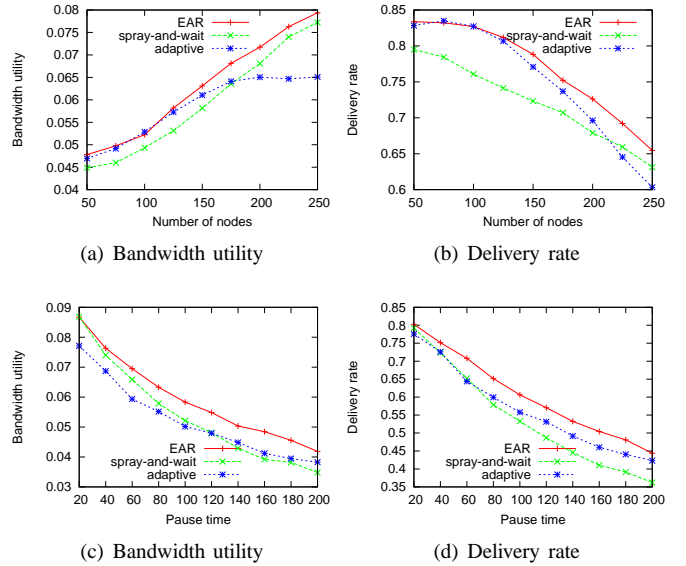 0.08
0.075
0.07
0.065
0.06
0.055
0.05
0.045
0.04
50 100 150 200 250
Bandwidth utility
Number of nodes
EAR
spray-and-wait
adaptive
(a) Bandwidth utility
0.85
0.8
0.75
0.7
0.65
0.6
50 100 150 200 250
Delivery rate
Number of nodes
EAR
spray-and-wait
adaptive
(b) Delivery rate
0.09
0.08
0.07
0.06
0.05
0.04
0.03
20 40 60 80 100 120 140 160 180 200
Bandwidth utility
Pause time
EAR
spray-and-wait
adaptive
(c) Bandwidth utility
0.85
0.8
0.75
0.7
0.65
0.6
0.55
0.5
0.45
0.4
0.35
20 40 60 80 100 120 140 160 180 200
Delivery rate
Pause time
EAR
spray-and-wait
adaptive
(d) Delivery rate